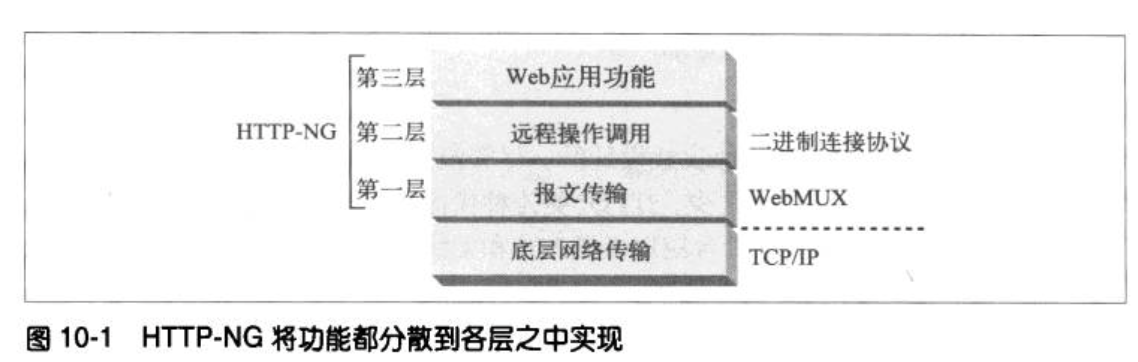 第三层 Web应用功能
HTTP-NG 第二层 远程操作调用 二进制连接协议
第一层 报文传输 WebMUX
底层网络传输 TCP/IP
图 10-1 HTTP-NG 将功能都分散到各层之中实现